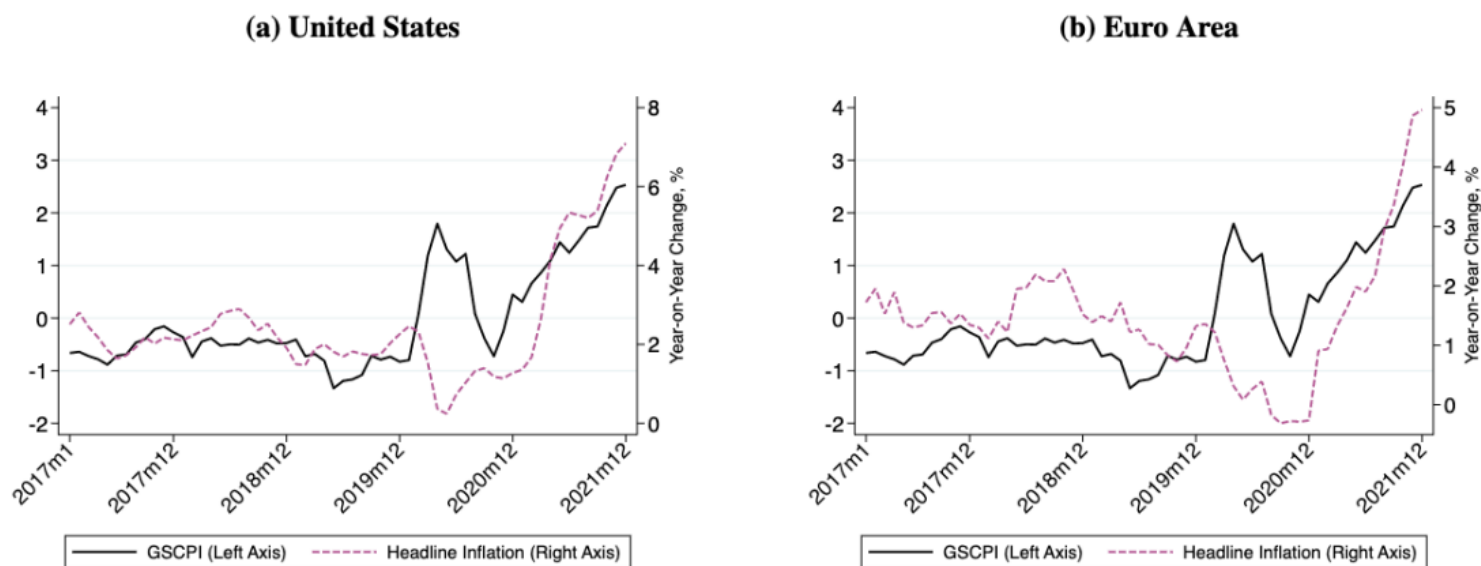 (a) United States
4
3
2
1
0
-1
-2
8
6
4
2
0
Year-on-Year Change, %
2017m1
2017m12
2018m12
2019m12
2020m12
2021m12
GSCPI (Left Axis) Headline Inflation (Right Axis)
(b) Euro Area
4
3
2
1
0
-1
-2
5
4
3
2
1
0
Year-on-Year Change, %
2017m1
2017m12
2018m12
2019m12
2020m12
2021m12
GSCPI (Left Axis) Headline Inflation (Right Axis)